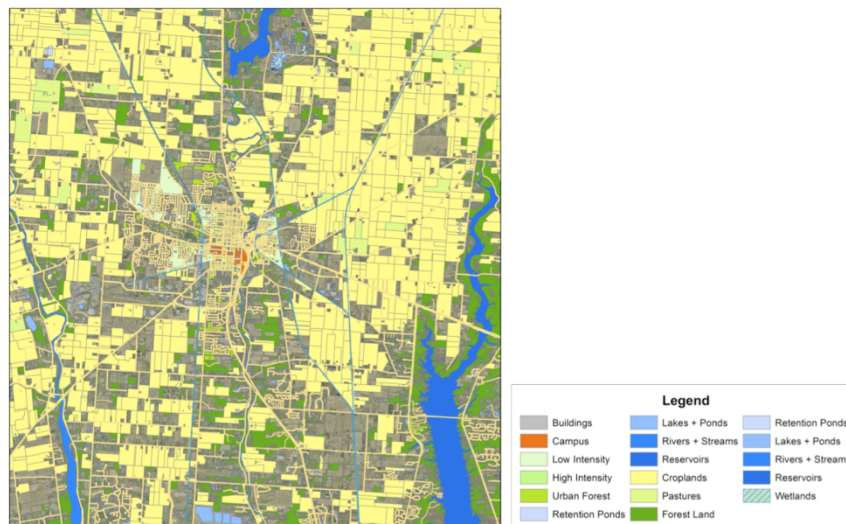 Legend
Buildings
Campus
Low Intensity
High Intensity
Urban Forest
Retention Ponds
Lakes + Ponds
Rivers + Streams
Reservoirs
Croplands
Pastures
Forest Land
Retention Ponds
Lakes + Ponds
Rivers + Stream
Reservoirs
Wetlands